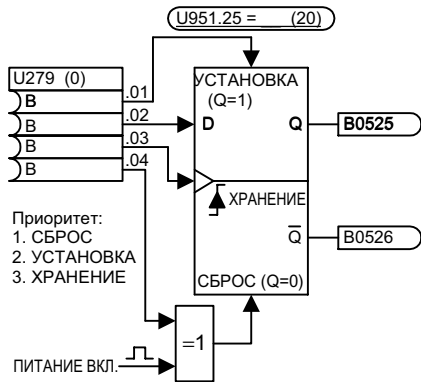 U951.25 = __ (20)
U279 (0)
B
B
B
B
.01
.02
.03
.04
УСТАНОВКА
(Q=1)
D
Q
B0525
ХРАНЕНИЕ
Q
B0526
СБРОС (Q=0)
Приоритет:
1. СБРОС
2. УСТАНОВКА
3. ХРАНЕНИЕ
=1
ПИТАНИЕ ВКЛ.